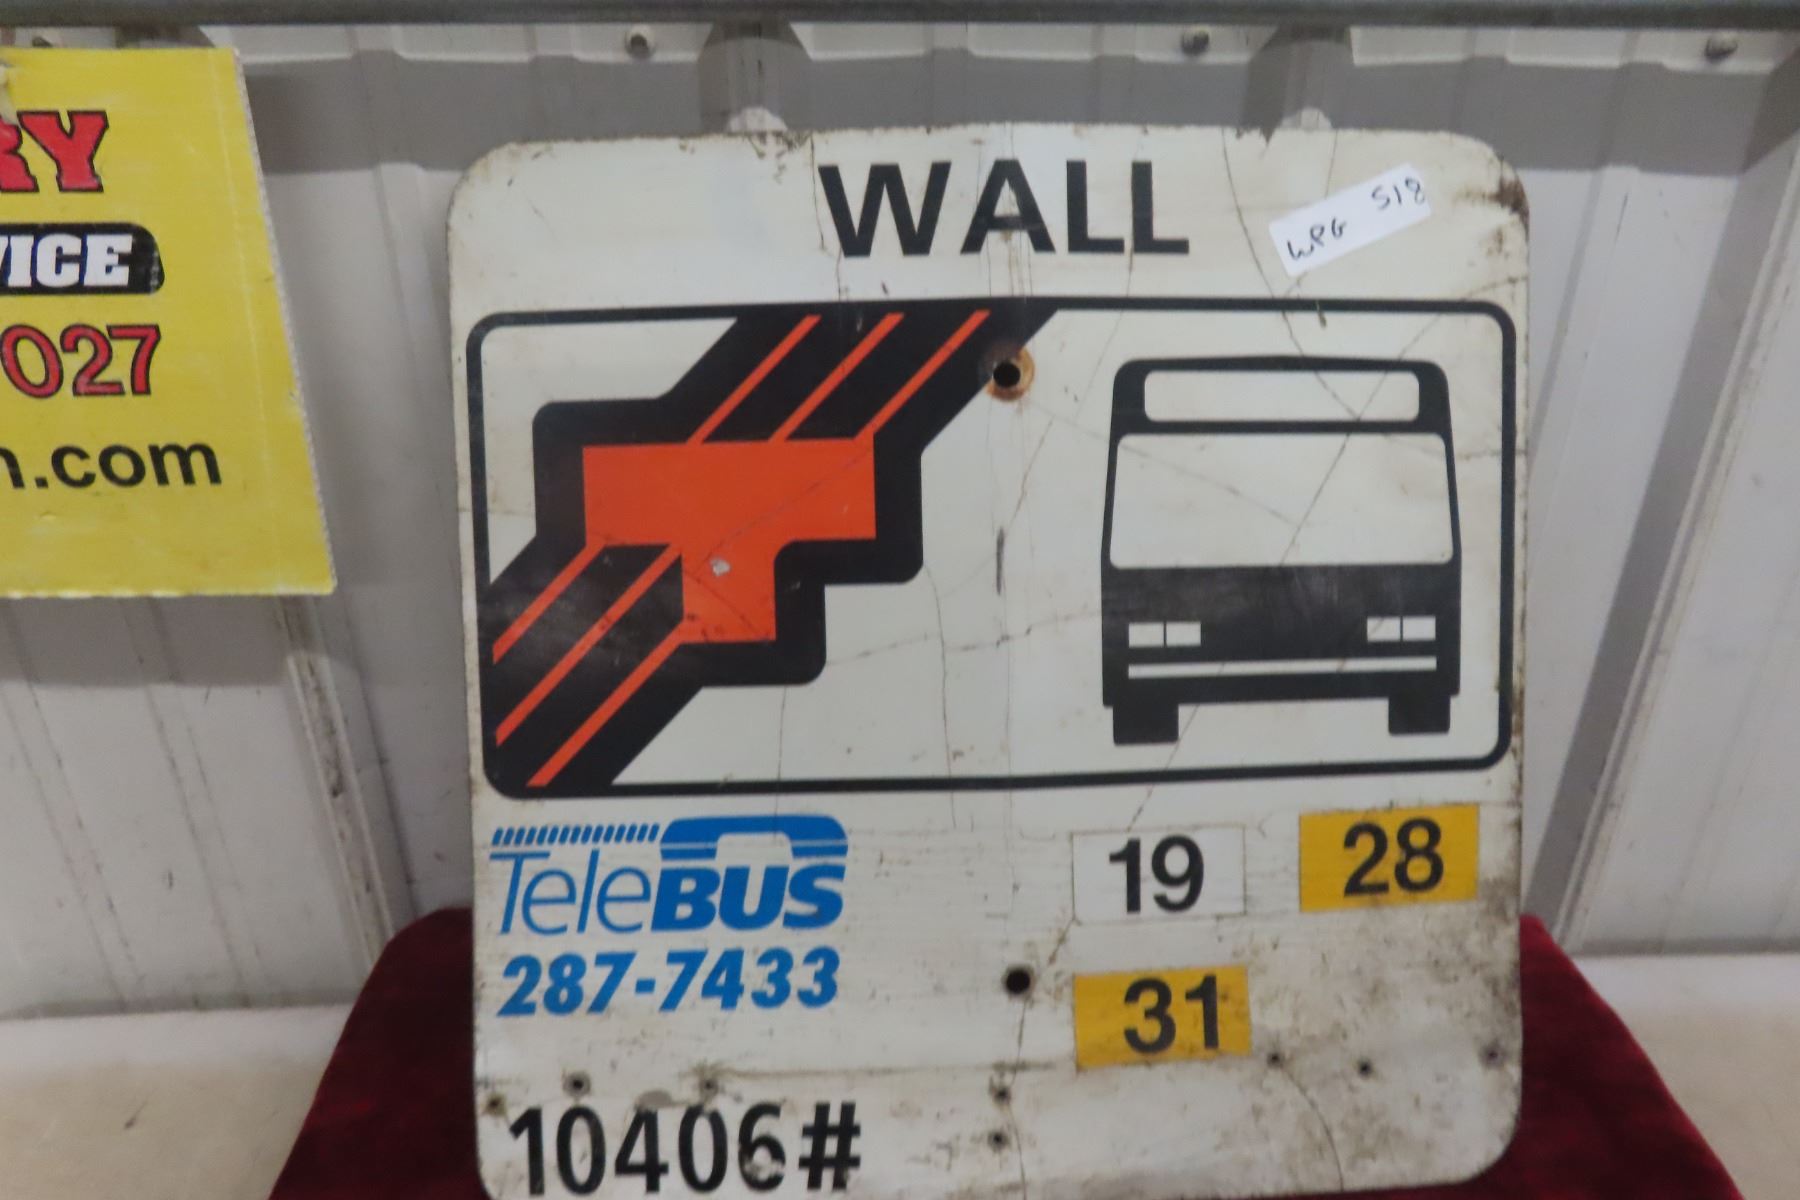 RY
VICE
027
n.com
WALL
WPG 518
TeleBUS
287-7433
19 28
31
10406#